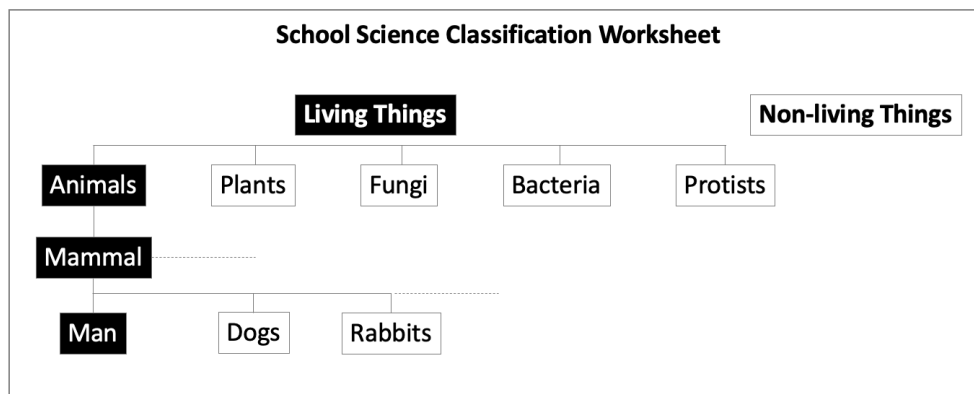 School Science Classification Worksheet
Living Things
Non-living Things
Animals
Plants
Fungi
Bacteria
Protists
Mammal
Man
Dogs
Rabbits